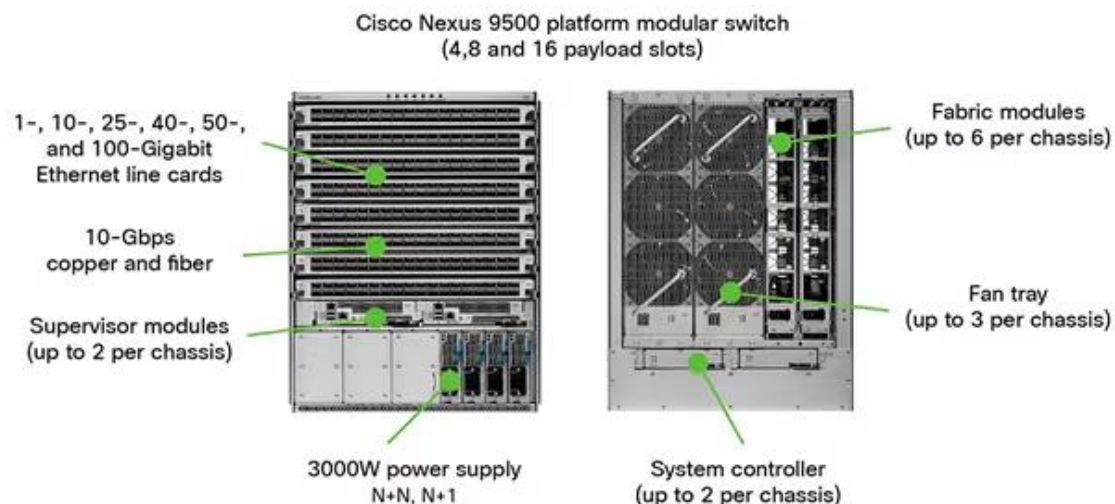 Cisco Nexus 9500 platform modular switch
(4,8 and 16 payload slots)
1-, 10-, 25-, 40-, 50-,
and 100-Gigabit
Ethernet line cards
10-Gbps
copper and fiber
Supervisor modules
(up to 2 per chassis)
3000W power supply
N+N, N+1
Fabric modules
(up to 6 per chassis)
Fan tray
(up to 3 per chassis)
System controller
(up to 2 per chassis)